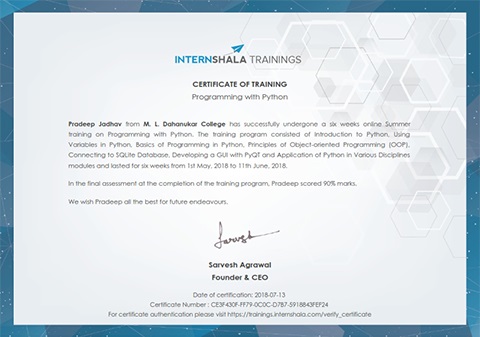 INTERNSHALA TRAININGS
CERTIFICATE OF TRAINING
Programming with Python
Pradeep Jadhav from M. L. Dahanukar College has successfully undergone a six weeks online Summer
training on Programming with Python. The training program consisted of Introduction to Python, Using
Variables in Python, Basics of Programming in Python, Principles of Object-oriented Programming (OOP),
Connecting to SQLite Database, Developing a GUI with PyQT and Application of Python in Various Disciplines
modules and lasted for six weeks from 1st May, 2018 to 11th June, 2018.
In the final assessment at the completion of the training program, Pradeep scored 90% marks.
We wish Pradeep all the best for future endeavours.
Sarvesh
Sarvesh Agrawal
Founder & CEO
Date of certification: 2018-07-13
Certificate Number : CE3F430F-FF79-0C0C-D7B7-5918843FEF24
For certificate authentication please visit https://trainings.internshala.com/verify_certificate